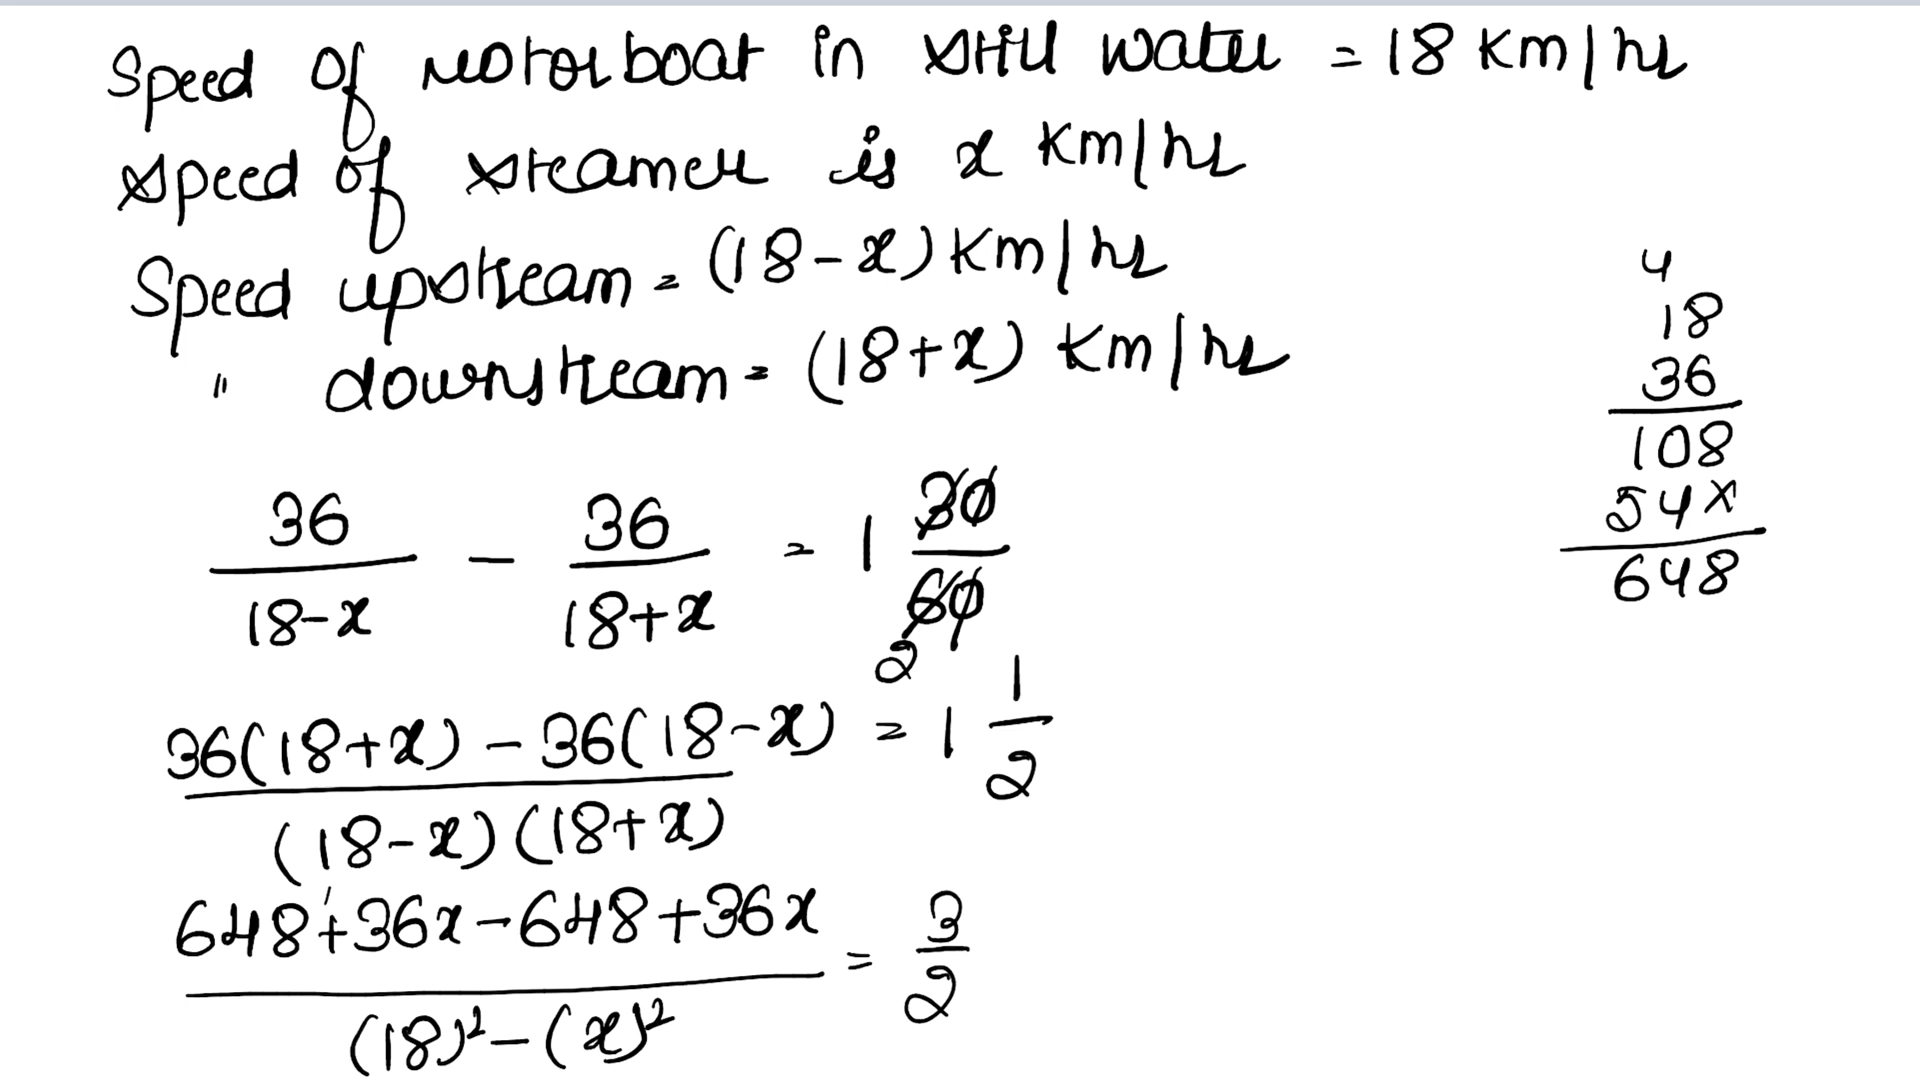 Speed of Motorboat in still water = 18 Km/hr
speed of steamer is x Km/hr
Speed upstream = (18-x) Km/hr
" downstream = (18+x) Km/hr
36/(18-x) - 36/(18+x) = 1 30/60
2
(36(18+x) - 36(18-x))/((18-x)(18+x)) = 1 1/2
(648+36x-648+36x)/((18)²-(x)²) = 3/2
4
18
36
108
54x
648